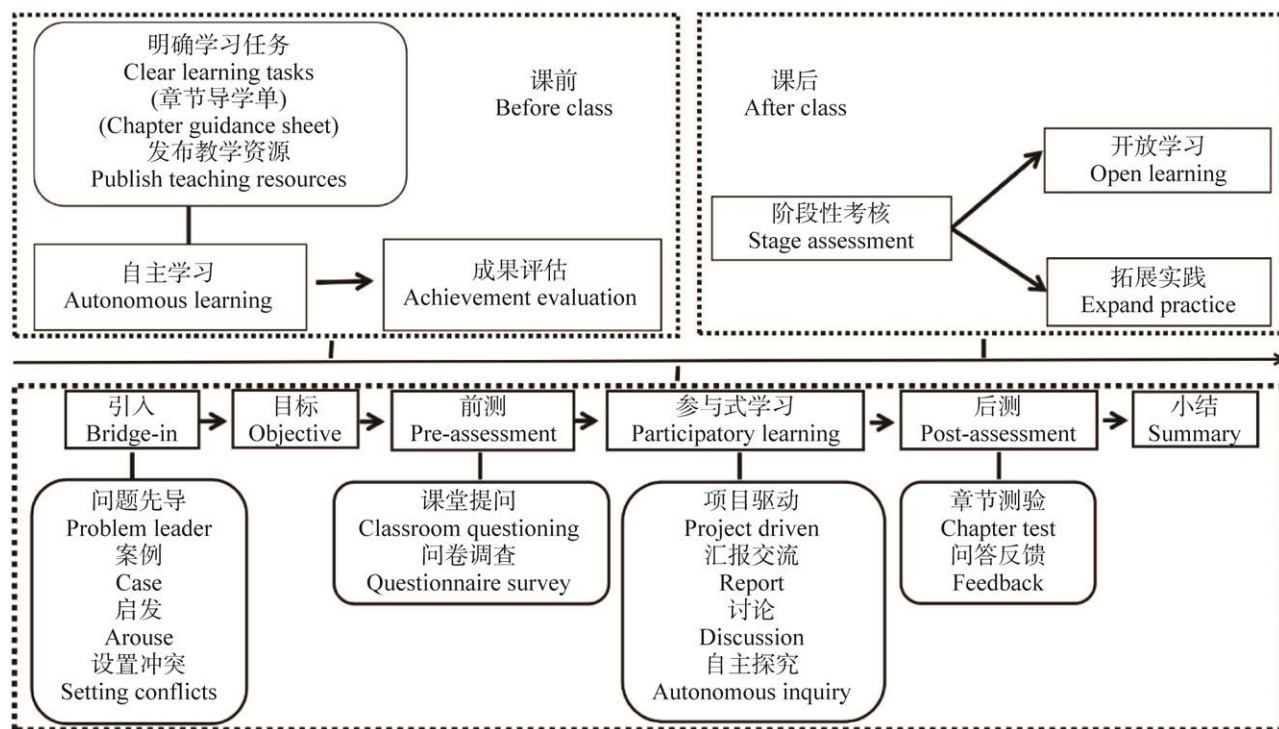 明确学习任务
Clear learning tasks
(章节导学单)
(Chapter guidance sheet)
发布教学资源
Publish teaching resources
课前
Before class
自主学习
Autonomous learning
成果评估
Achievement evaluation
课后
After class
阶段性考核
Stage assessment
开放学习
Open learning
拓展实践
Expand practice
引入
Bridge-in
目标
Objective
前测
Pre-assessment
参与式学习
Participatory learning
后测
Post-assessment
小结
Summary
问题先导
Problem leader
案例
Case
启发
Arouse
设置冲突
Setting conflicts
课堂提问
Classroom questioning
问卷调查
Questionnaire survey
项目驱动
Project driven
汇报交流
Report
讨论
Discussion
自主探究
Autonomous inquiry
章节测验
Chapter test
问答反馈
Feedback